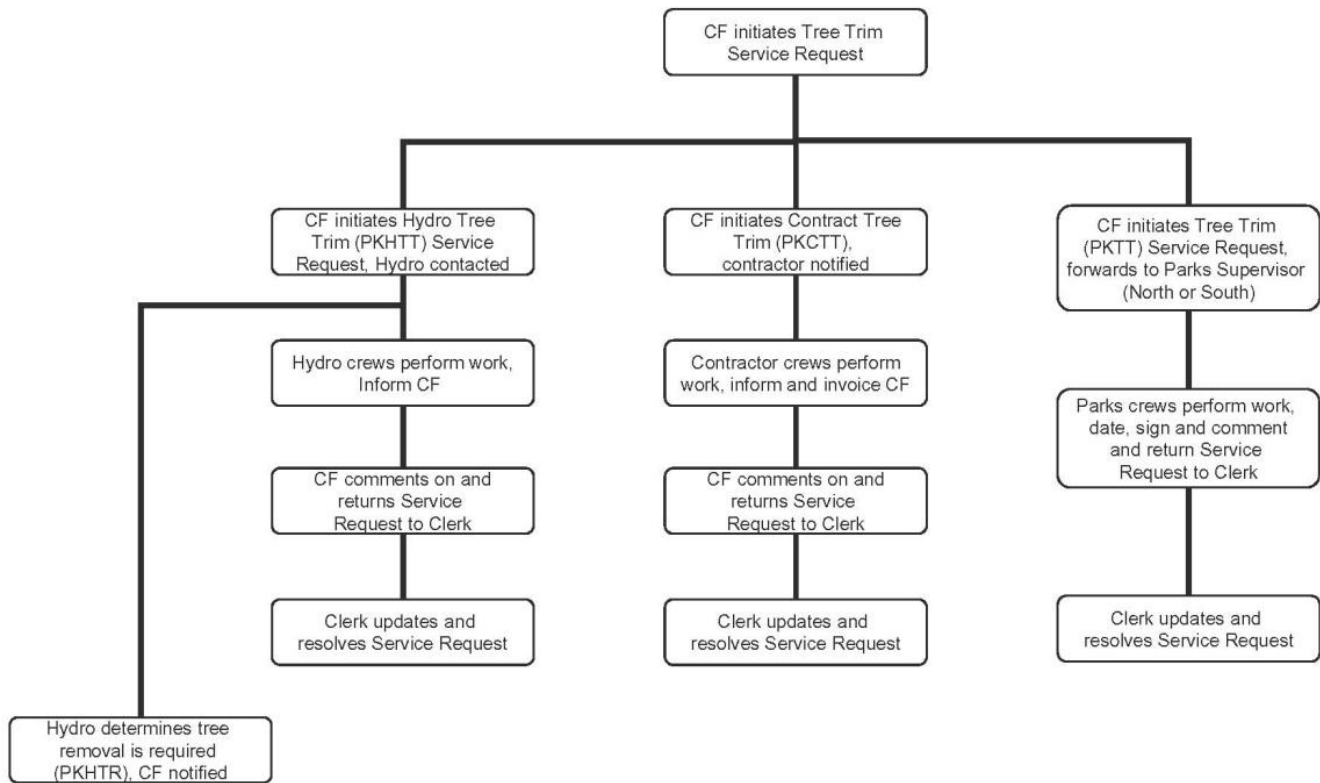 CF initiates Tree Trim
Service Request
CF initiates Hydro Tree
Trim (PKHTT) Service
Request, Hydro contacted
CF initiates Contract Tree
Trim (PKCTT),
contractor notified
CF initiates Tree Trim
(PKTT) Service Request,
forwards to Parks Supervisor
(North or South)
Hydro crews perform work,
Inform CF
Contractor crews perform
work, inform and invoice CF
Parks crews perform work,
date, sign and comment
and return Service
Request to Clerk
CF comments on and
returns Service
Request to Clerk
CF comments on and
returns Service
Request to Clerk
Clerk updates and
resolves Service Request
Clerk updates and
resolves Service Request
Clerk updates and
resolves Service Request
Hydro determines tree
removal is required
(PKHTR), CF notified